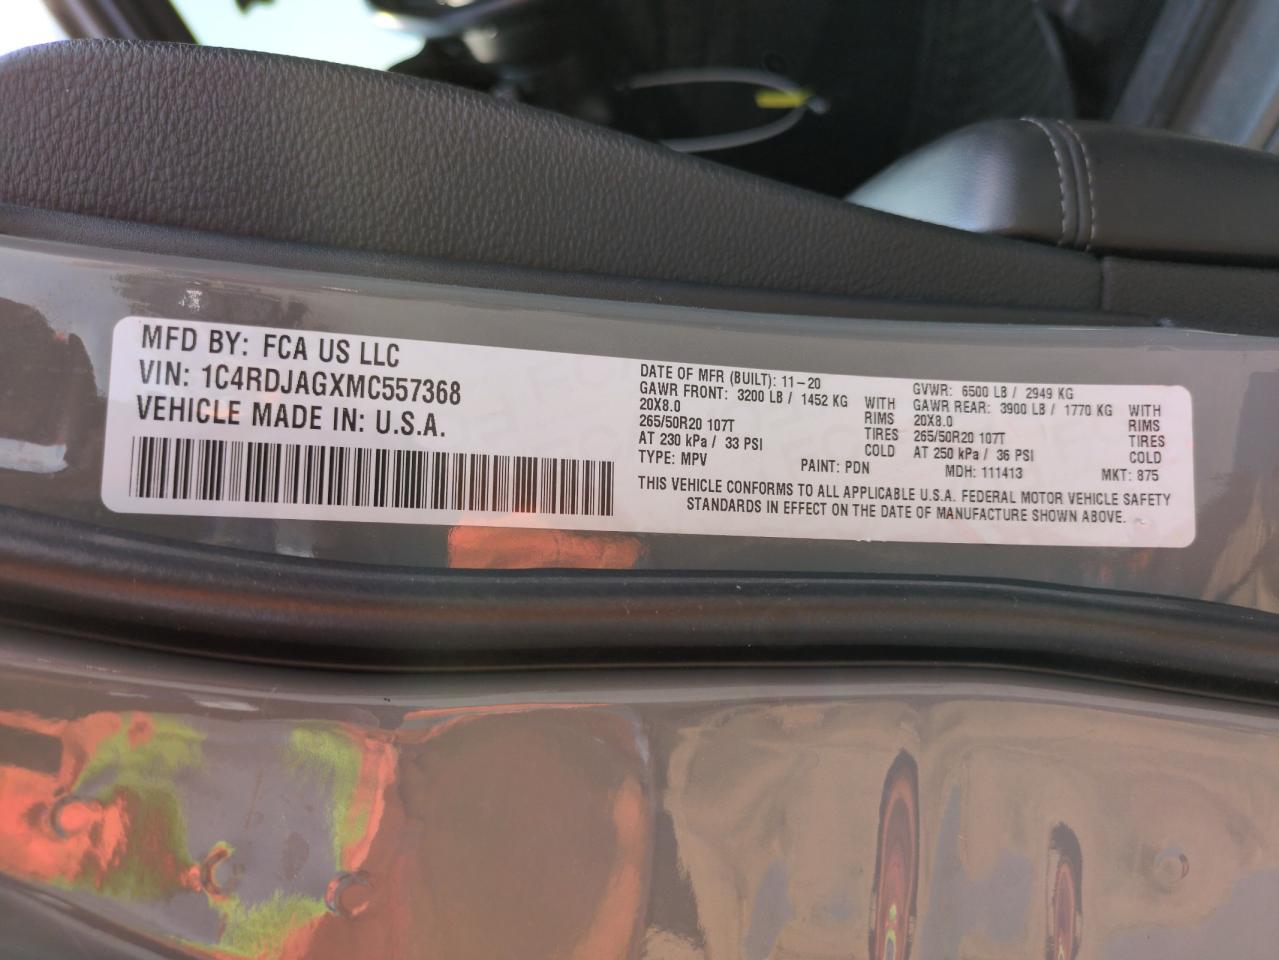 MFD BY: FCA US LLC
VIN: 1C4RDJAGXMC557368
VEHICLE MADE IN: U.S.A.
DATE OF MFR (BUILT): 11-20
GAWR FRONT: 3200 LB / 1452 KG WITH
20X8.0 RIMS
265/50R20 107T TIRES
AT 230 kPa / 33 PSI COLD
TYPE: MPV PAINT: PDN
GVWR: 6500 LB / 2949 KG
GAWR REAR: 3900 LB / 1770 KG WITH
20X8.0 RIMS
265/50R20 107T TIRES
AT 250 kPa / 36 PSI COLD
MDH: 111413 MKT: 875
THIS VEHICLE CONFORMS TO ALL APPLICABLE U.S.A. FEDERAL MOTOR VEHICLE SAFETY
STANDARDS IN EFFECT ON THE DATE OF MANUFACTURE SHOWN ABOVE.